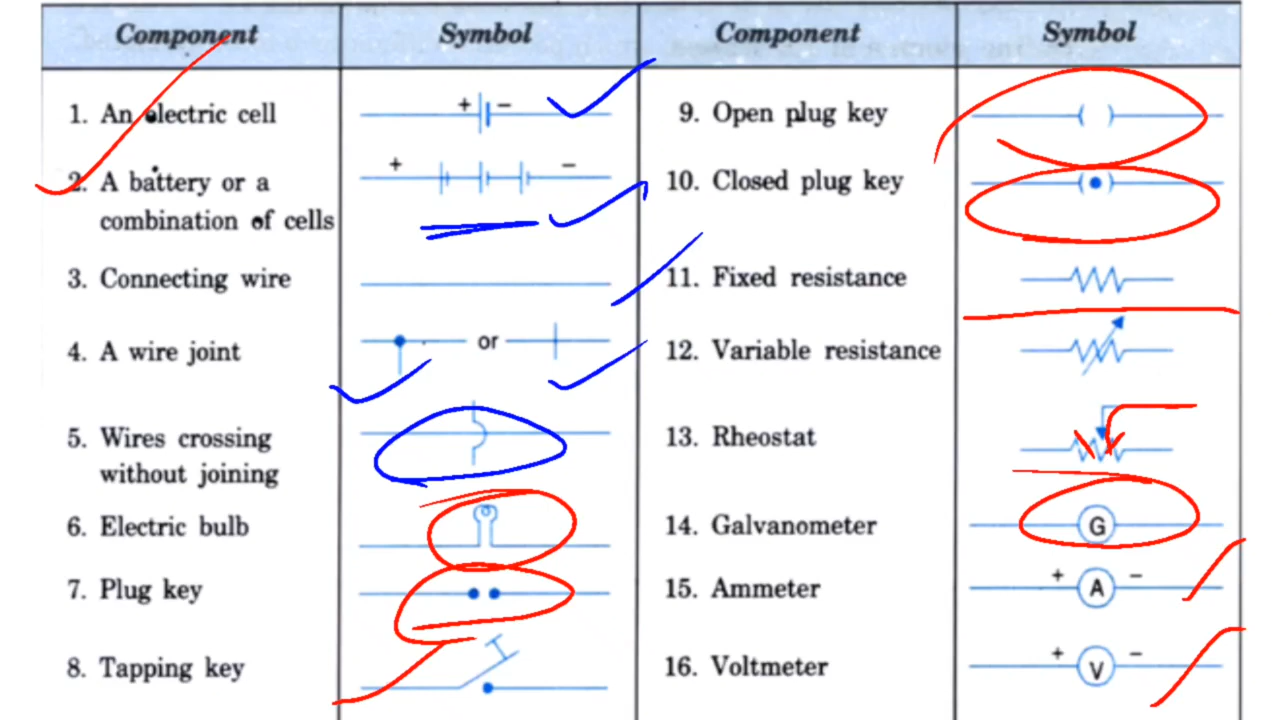 Component Symbol Component Symbol
1. An electric cell + − 9. Open plug key
2. A battery or a + − 10. Closed plug key
combination of cells
3. Connecting wire 11. Fixed resistance
4. A wire joint or 12. Variable resistance
5. Wires crossing 13. Rheostat
without joining
6. Electric bulb 14. Galvanometer G
7. Plug key 15. Ammeter + A −
8. Tapping key 16. Voltmeter + V −